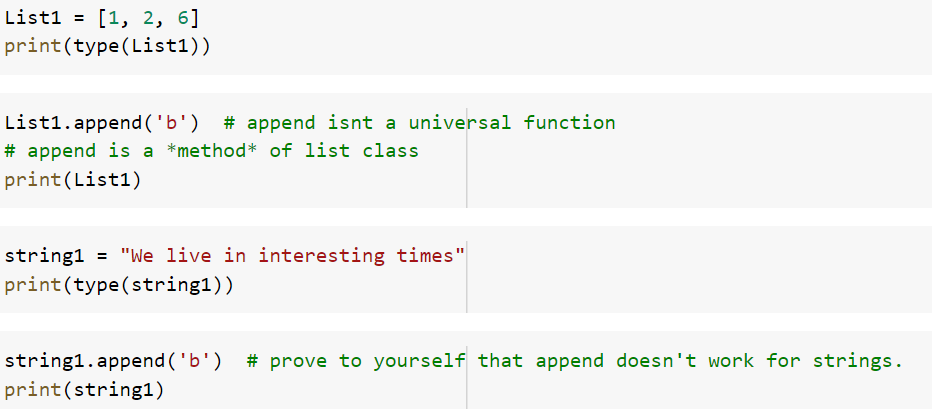 List1 = [1, 2, 6]
print(type(List1))
List1.append('b')  # append isnt a universal function
# append is a *method* of list class
print(List1)
string1 = "We live in interesting times"
print(type(string1))
string1.append('b')  # prove to yourself that append doesn't work for strings.
print(string1)